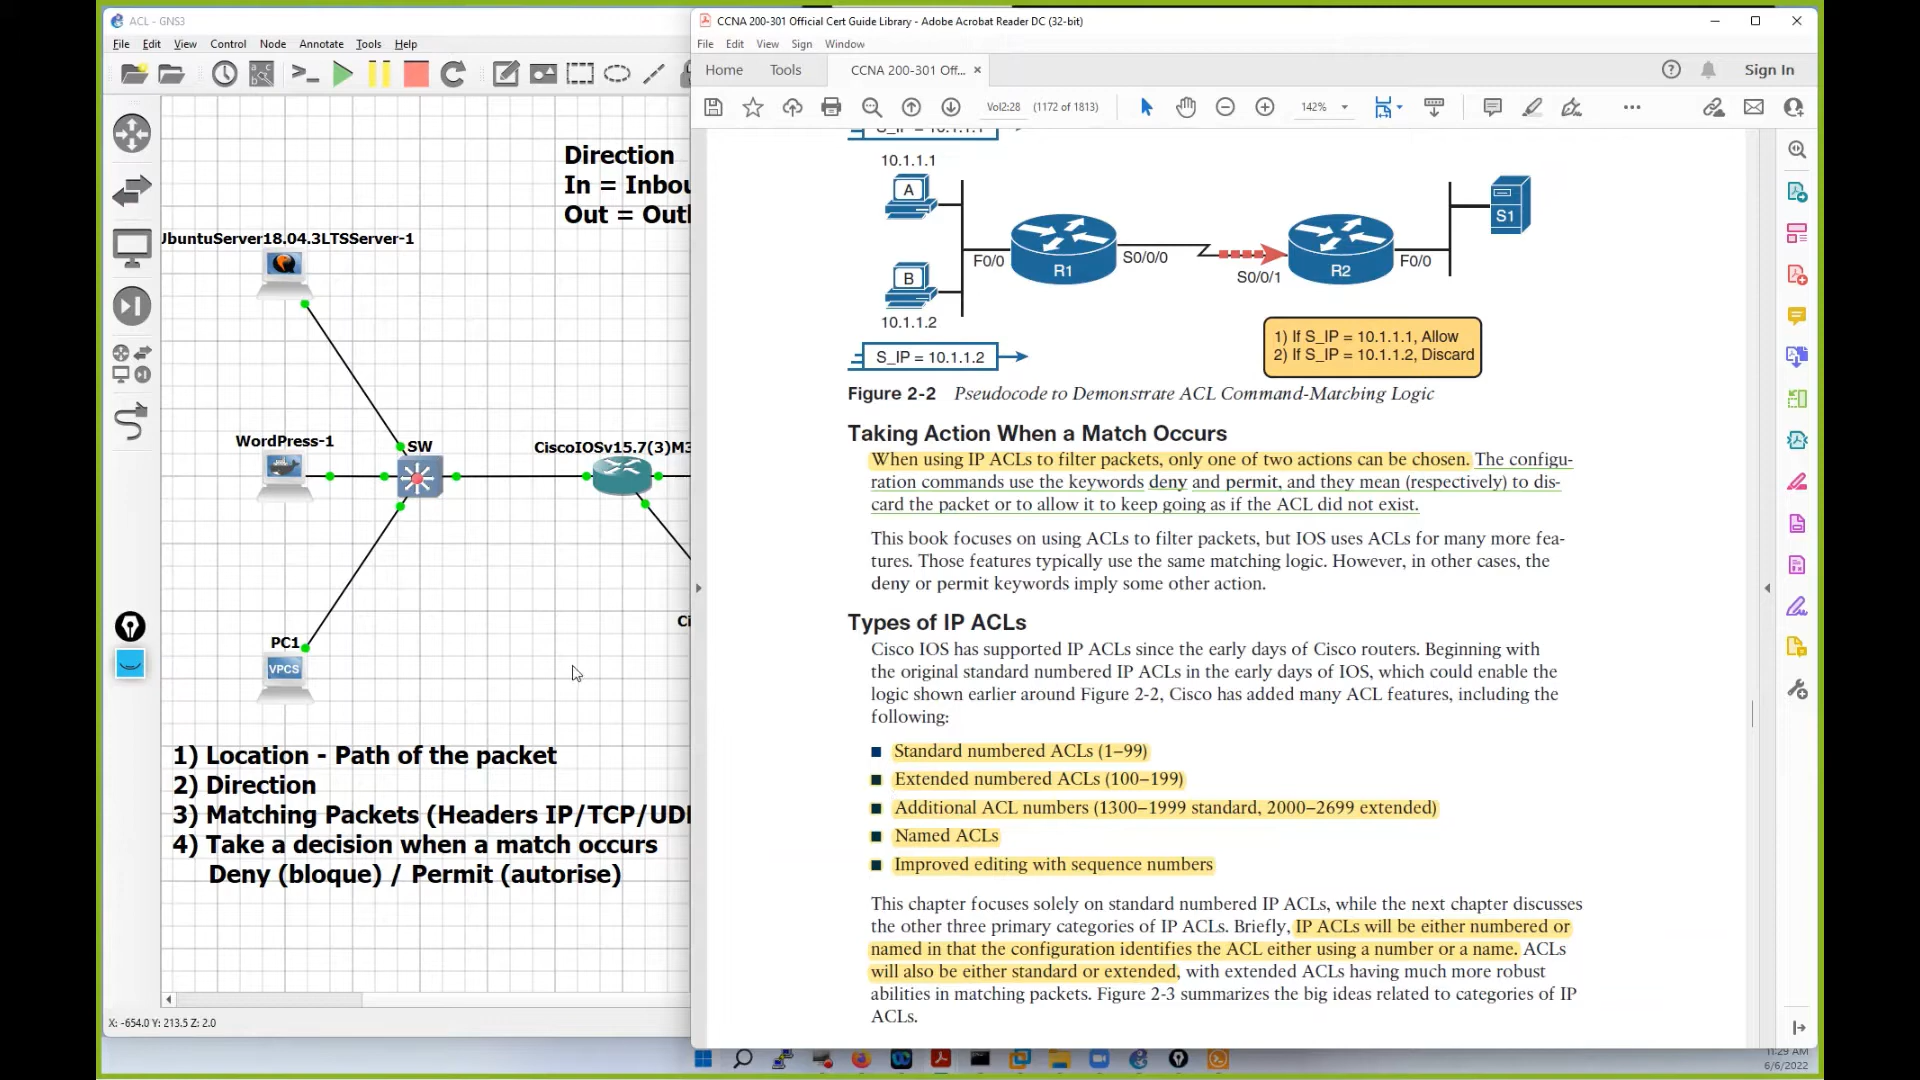 ACL - GNS3
File Edit View Control Node Annotate Tools Help
Direction
In = Inbou
Out = Out
UbuntuServer18.04.3LTSServer-1
WordPress-1
SW
CiscoIOSv15.7(3)M3
Ci
PC1
VPCS
1) Location - Path of the packet
2) Direction
3) Matching Packets (Headers IP/TCP/UD
4) Take a decision when a match occurs
Deny (bloque) / Permit (autorise)
X: -654.0 Y: 213.5 Z: 2.0
CCNA 200-301 Official Cert Guide Library - Adobe Acrobat Reader DC (32-bit)
File Edit View Sign Window
Home Tools CCNA 200-301 Off... × Sign In
Vol2:28 (1172 of 1813) 142%
S_IP = 10.1.1.1
10.1.1.1
A
S1
F0/0 R1 S0/0/0 S0/0/1 R2 F0/0
B
10.1.1.2
1) If S_IP = 10.1.1.1, Allow
2) If S_IP = 10.1.1.2, Discard
S_IP = 10.1.1.2
Figure 2-2 Pseudocode to Demonstrate ACL Command-Matching Logic
Taking Action When a Match Occurs
When using IP ACLs to filter packets, only one of two actions can be chosen. The configu-
ration commands use the keywords deny and permit, and they mean (respectively) to dis-
card the packet or to allow it to keep going as if the ACL did not exist.
This book focuses on using ACLs to filter packets, but IOS uses ACLs for many more fea-
tures. Those features typically use the same matching logic. However, in other cases, the
deny or permit keywords imply some other action.
Types of IP ACLs
Cisco IOS has supported IP ACLs since the early days of Cisco routers. Beginning with
the original standard numbered IP ACLs in the early days of IOS, which could enable the
logic shown earlier around Figure 2-2, Cisco has added many ACL features, including the
following:
■ Standard numbered ACLs (1–99)
■ Extended numbered ACLs (100–199)
■ Additional ACL numbers (1300–1999 standard, 2000–2699 extended)
■ Named ACLs
■ Improved editing with sequence numbers
This chapter focuses solely on standard numbered IP ACLs, while the next chapter discusses
the other three primary categories of IP ACLs. Briefly, IP ACLs will be either numbered or
named in that the configuration identifies the ACL either using a number or a name. ACLs
will also be either standard or extended, with extended ACLs having much more robust
abilities in matching packets. Figure 2-3 summarizes the big ideas related to categories of IP
ACLs.
11:29 AM
6/6/2022